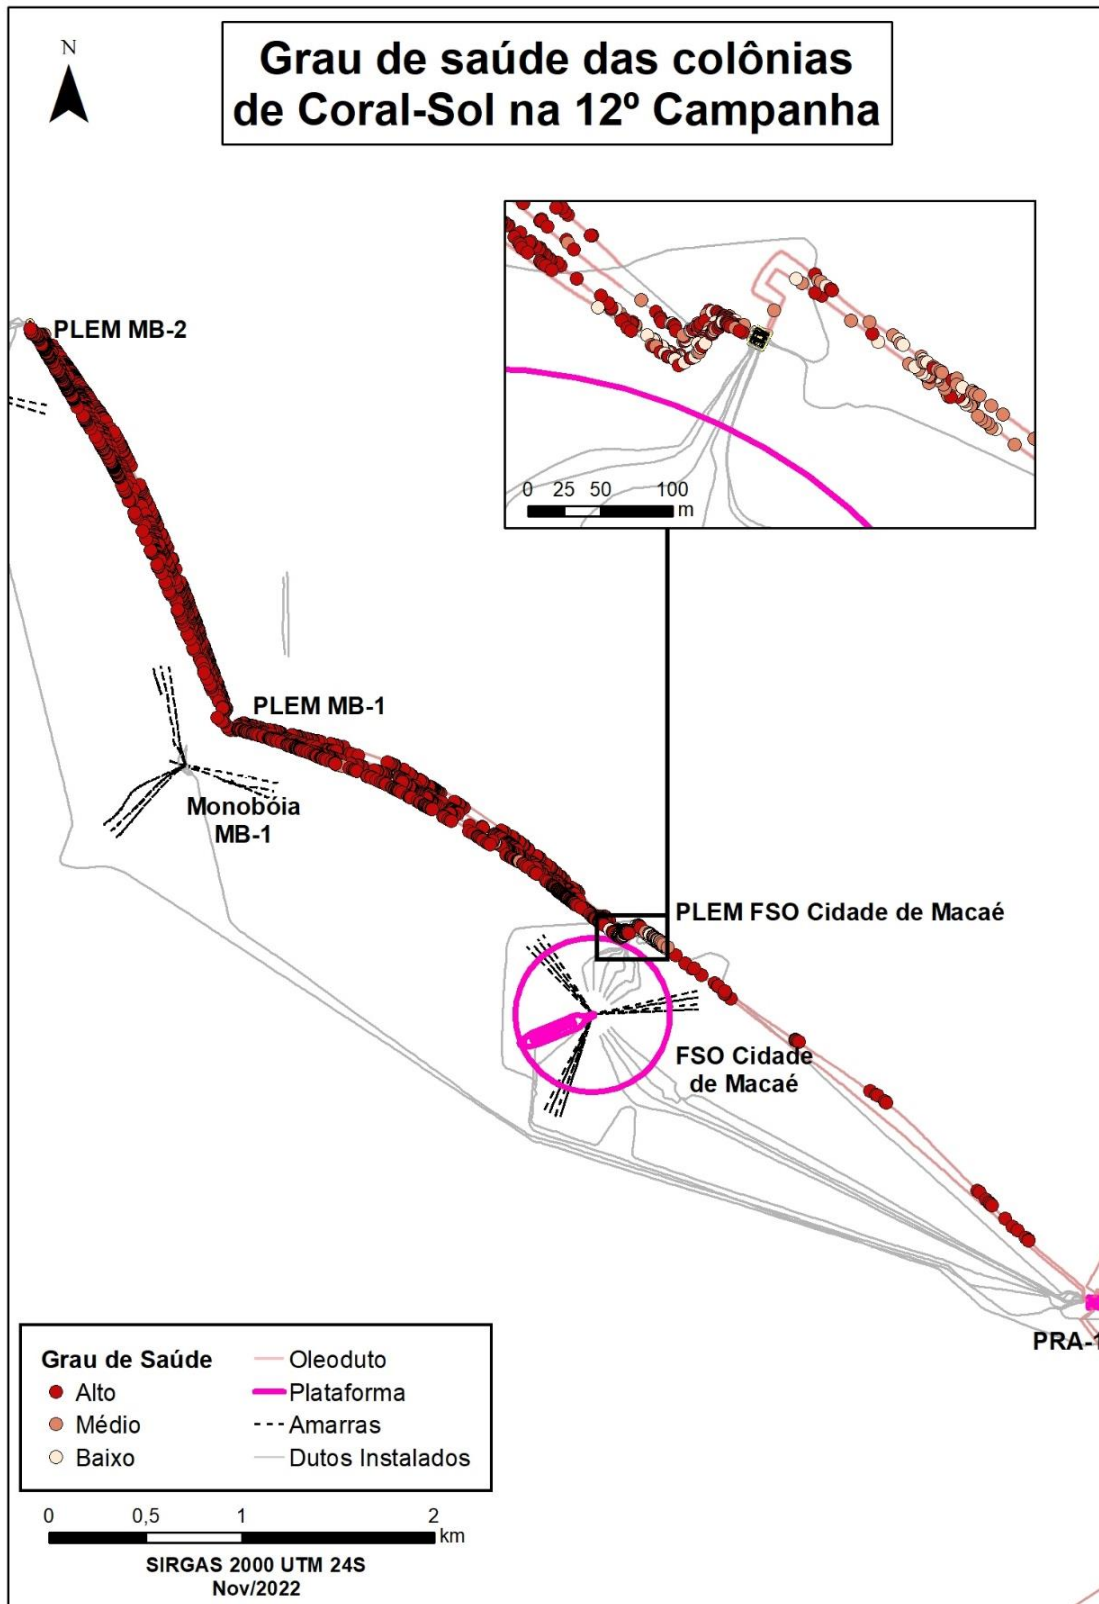 N
Grau de saúde das colônias
de Coral-Sol na 12º Campanha
0 25 50 100
m
PLEM MB-2
PLEM MB-1
Monobóia
MB-1
PLEM FSO Cidade de Macaé
FSO Cidade
de Macaé
PRA-1
Grau de Saúde
Alto
Médio
Baixo
Oleoduto
Plataforma
Amarras
Dutos Instalados
0 0,5 1 2
km
SIRGAS 2000 UTM 24S
Nov/2022